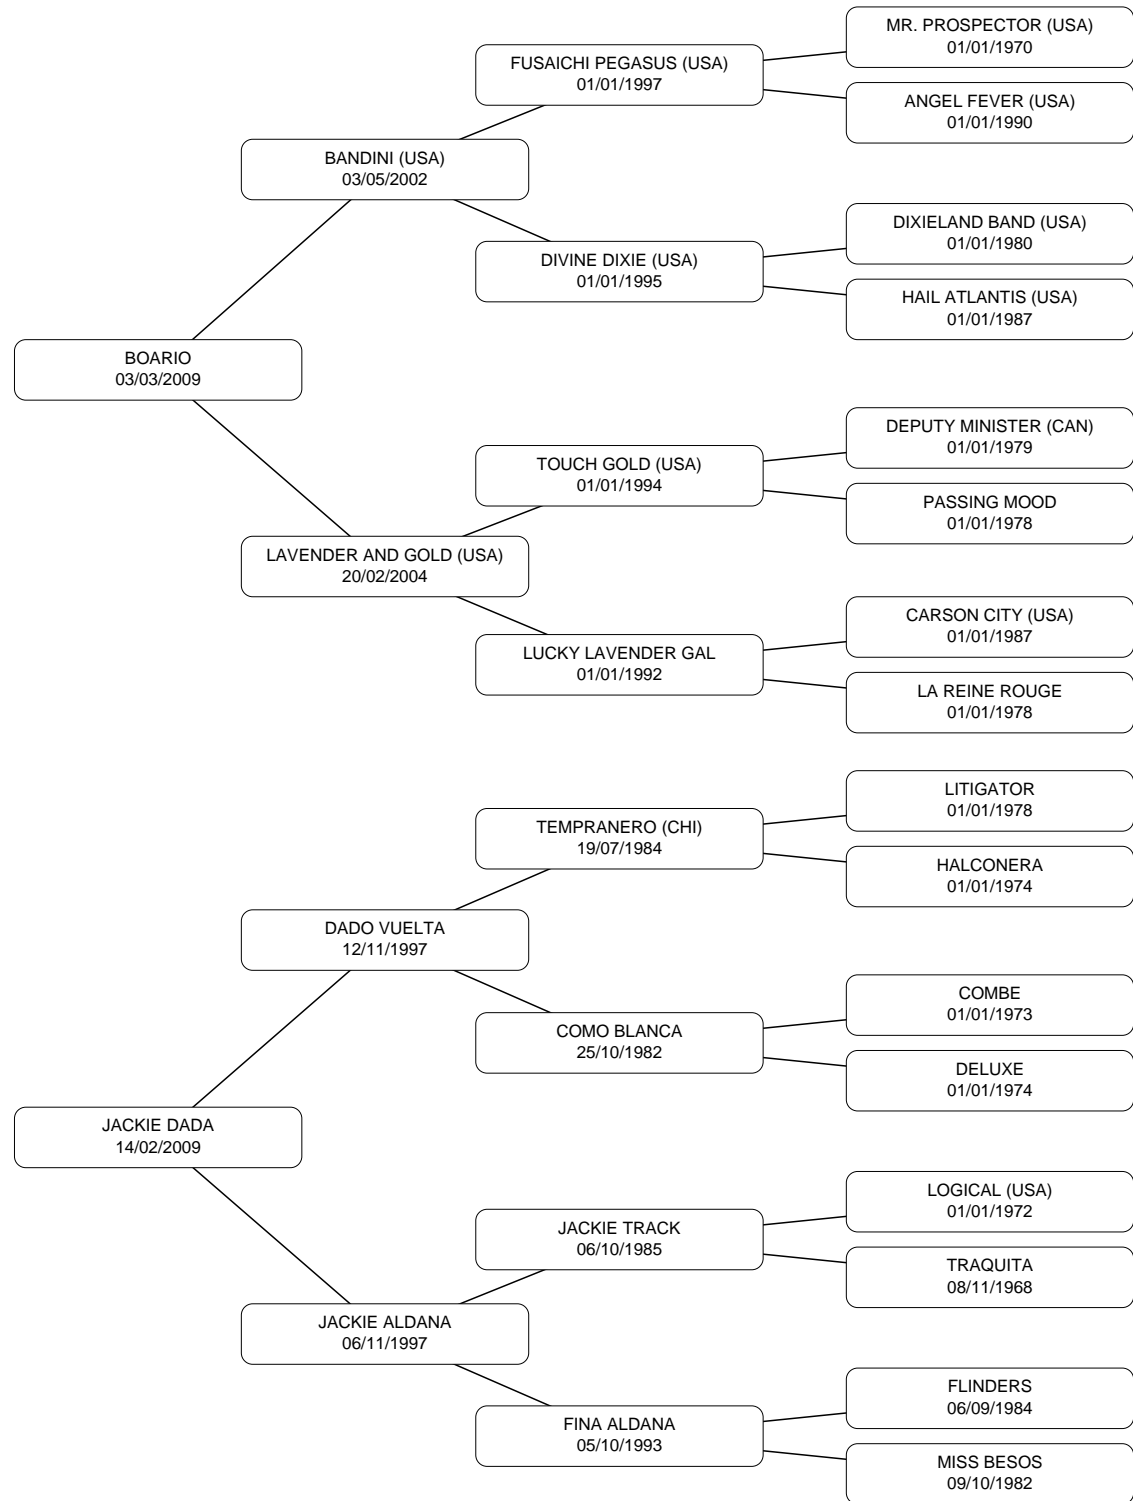 MR. PROSPECTOR (USA)
01/01/1970
FUSAICHI PEGASUS (USA)
01/01/1997
ANGEL FEVER (USA)
01/01/1990
BANDINI (USA)
03/05/2002
DIXIELAND BAND (USA)
01/01/1980
DIVINE DIXIE (USA)
01/01/1995
HAIL ATLANTIS (USA)
01/01/1987
BOARIO
03/03/2009
DEPUTY MINISTER (CAN)
01/01/1979
TOUCH GOLD (USA)
01/01/1994
PASSING MOOD
01/01/1978
LAVENDER AND GOLD (USA)
20/02/2004
CARSON CITY (USA)
01/01/1987
LUCKY LAVENDER GAL
01/01/1992
LA REINE ROUGE
01/01/1978
LITIGATOR
01/01/1978
TEMPRANERO (CHI)
19/07/1984
HALCONERA
01/01/1974
DADO VUELTA
12/11/1997
COMBE
01/01/1973
COMO BLANCA
25/10/1982
DELUXE
01/01/1974
JACKIE DADA
14/02/2009
LOGICAL (USA)
01/01/1972
JACKIE TRACK
06/10/1985
TRAQUITA
08/11/1968
JACKIE ALDANA
06/11/1997
FLINDERS
06/09/1984
FINA ALDANA
05/10/1993
MISS BESOS
09/10/1982